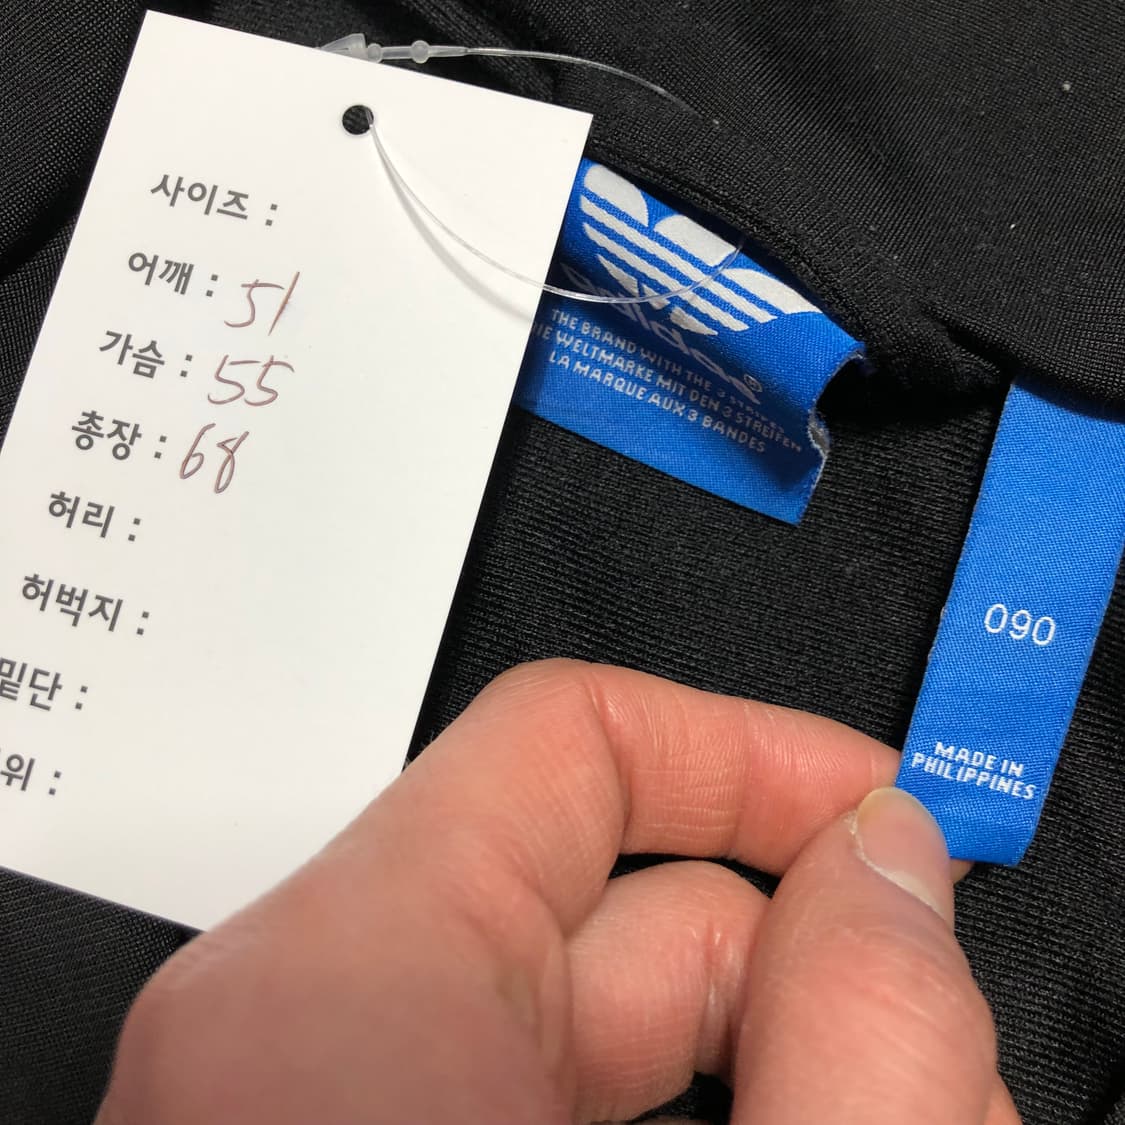 사이즈 :
어깨 : 51
가슴 : 55
총장 : 68
허리 :
허벅지 :
밑단 :
위 :
adidas®
THE BRAND WITH THE 3 STRIPES
DIE WELTMARKE MIT DEN 3 STREIFEN
LA MARQUE AUX 3 BANDES
090
MADE IN
PHILIPPINES